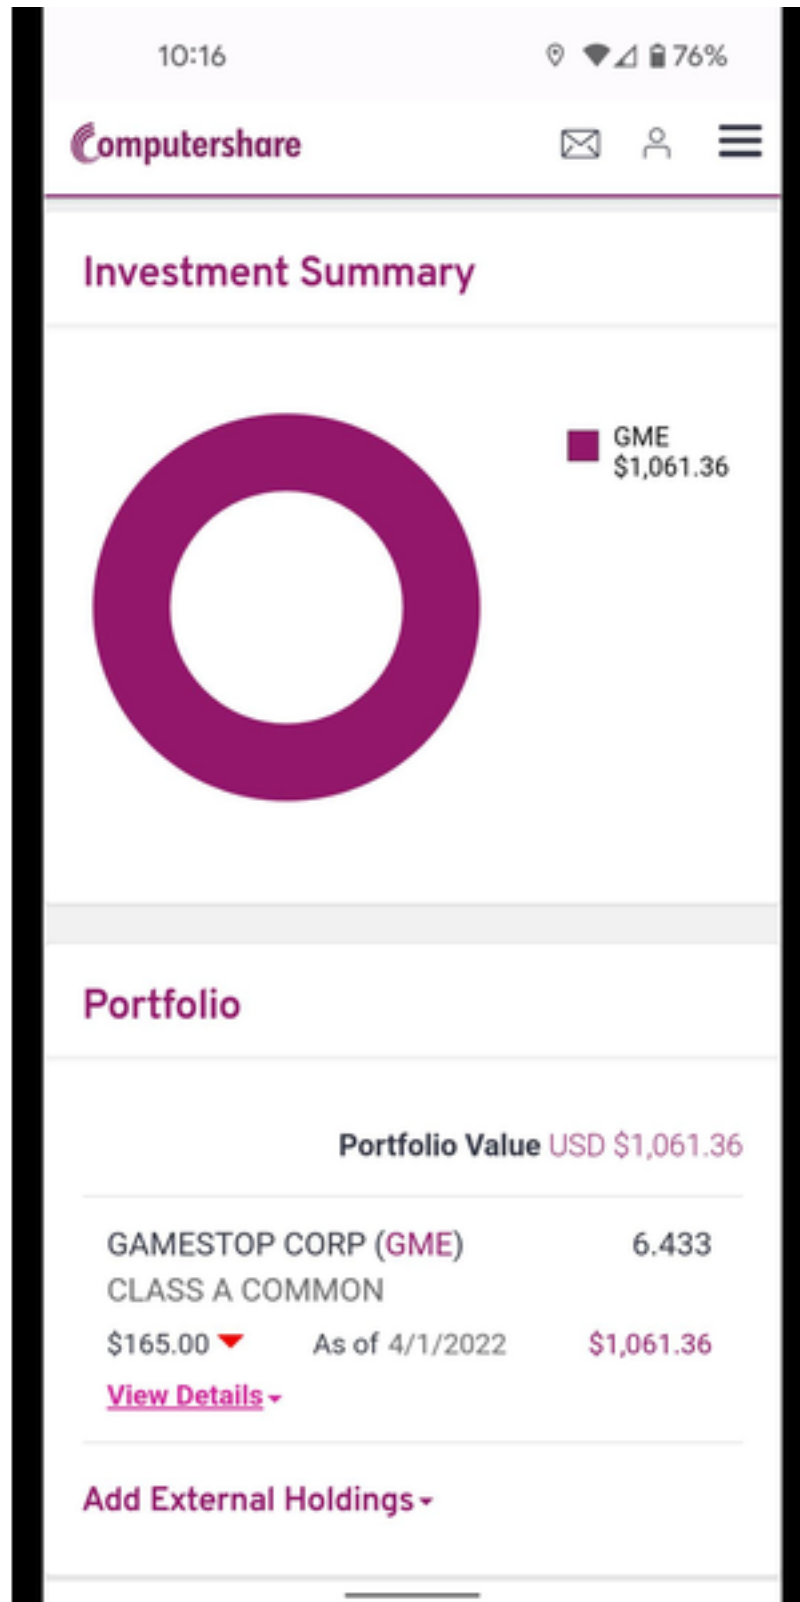 10:16 76%
Computershare
Investment Summary
GME
$1,061.36
Portfolio
Portfolio Value USD $1,061.36
GAMESTOP CORP (GME) 6.433
CLASS A COMMON
$165.00 As of 4/1/2022 $1,061.36
View Details
Add External Holdings